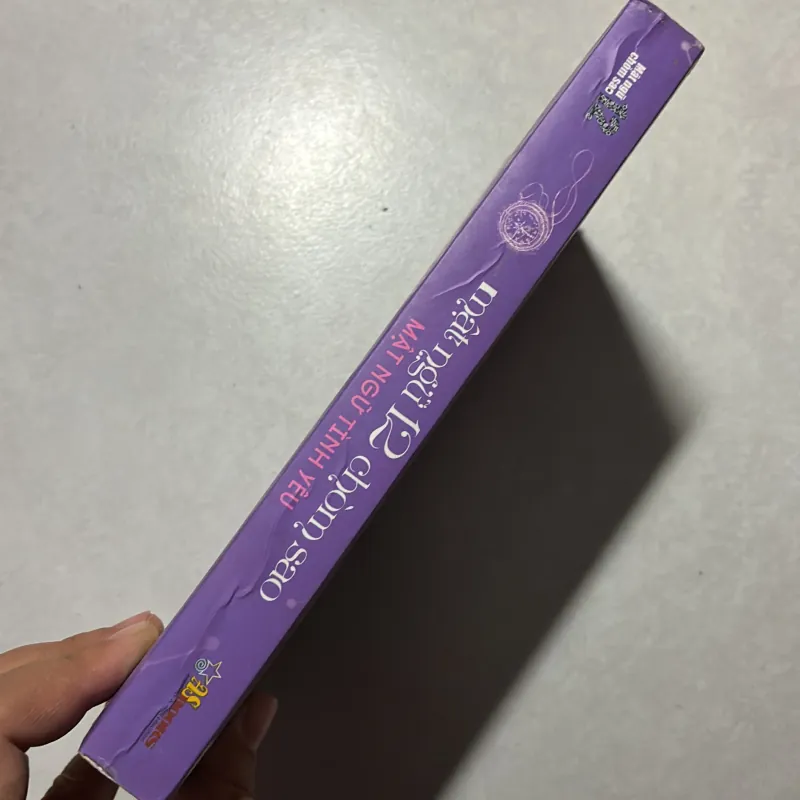 Mật ngữ
chòm sao
mật ngữ 12 chòm sao
MẬT NGỮ TÌNH YÊU